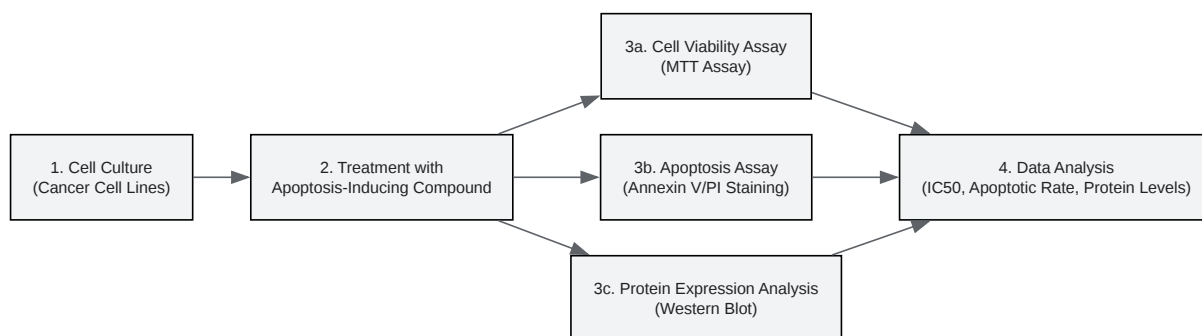 1. Cell Culture
(Cancer Cell Lines)
2. Treatment with
Apoptosis-Inducing Compound
3a. Cell Viability Assay
(MTT Assay)
3b. Apoptosis Assay
(Annexin V/PI Staining)
3c. Protein Expression Analysis
(Western Blot)
4. Data Analysis
(IC50, Apoptotic Rate, Protein Levels)